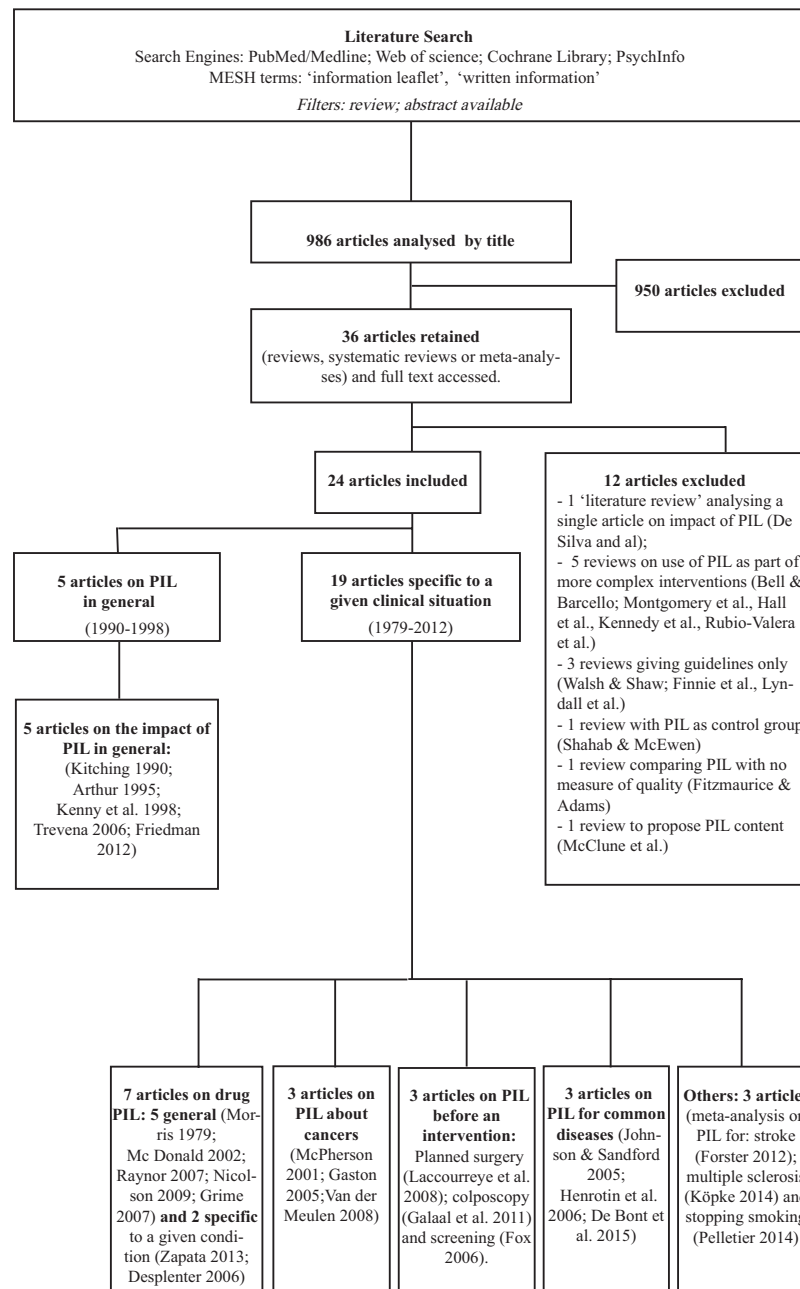 Literature Search
Search Engines: PubMed/Medline; Web of science; Cochrane Library; PsychInfo
MESH terms: ‘information leaflet’, ‘written information’
Filters: review; abstract available
986 articles analysed by title
950 articles excluded
36 articles retained
(reviews, systematic reviews or meta-analy-
ses) and full text accessed.
24 articles included
12 articles excluded
- 1 ‘literature review’ analysing a
single article on impact of PIL (De
Silva and al);
- 5 reviews on use of PIL as part of
more complex interventions (Bell &
Barcello; Montgomery et al., Hall
et al., Kennedy et al., Rubio-Valera
et al.)
- 3 reviews giving guidelines only
(Walsh & Shaw; Finnie et al., Lyn-
dall et al.)
- 1 review with PIL as control group
(Shahab & McEwen)
- 1 review comparing PIL with no
measure of quality (Fitzmaurice &
Adams)
- 1 review to propose PIL content
(McClune et al.)
5 articles on PIL
in general
(1990-1998)
19 articles specific to a
given clinical situation
(1979-2012)
5 articles on the impact of
PIL in general:
(Kitching 1990;
Arthur 1995;
Kenny et al. 1998;
Trevena 2006; Friedman
2012)
7 articles on drug
PIL: 5 general (Mor-
ris 1979;
Mc Donald 2002;
Raynor 2007; Nicol-
son 2009; Grime
2007) and 2 specific
to a given condi-
tion (Zapata 2013;
Desplenter 2006)
3 articles on
PIL about
cancers
(McPherson
2001; Gaston
2005;Van der
Meulen 2008)
3 articles on PIL
before an
intervention:
Planned surgery
(Laccourreye et al.
2008); colposcopy
(Galaal et al. 2011)
and screening (Fox
2006).
3 articles on
PIL for common
diseases (John-
son & Sandford
2005;
Henrotin et al.
2006; De Bont et
al. 2015)
Others: 3 article
(meta-analysis on
PIL for: stroke
(Forster 2012);
multiple sclerosis
(Köpke 2014) and
stopping smoking
(Pelletier 2014)